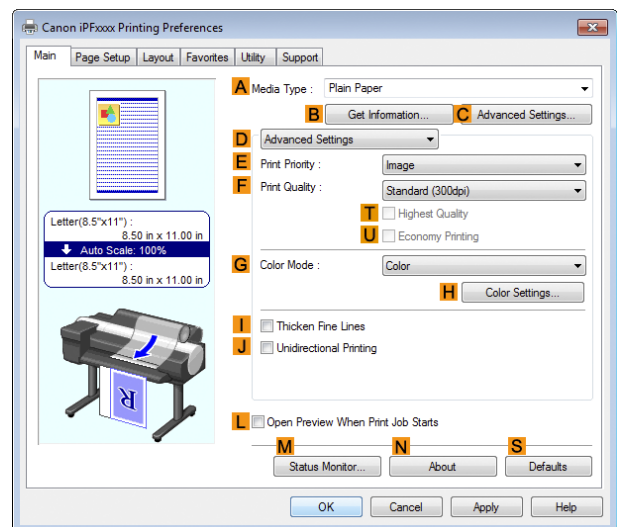 Canon iPFxxxx Printing Preferences
Main Page Setup Layout Favorites Utility Support
A Media Type : Plain Paper
B Get Infomation... C Advanced Settings...
D Advanced Settings
E Print Priority : Image
F Print Quality : Standard (300dpi)
T Highest Quality
U Economy Printing
G Color Mode : Color
H Color Settings...
I Thicken Fine Lines
J Unidirectional Printing
L Open Preview When Print Job Starts
M N S
Status Monitor... About Defaults
OK Cancel Apply Help
Letter(8.5"x11") :
8.50 in x 11.00 in
Auto Scale: 100%
Letter(8.5"x11") :
8.50 in x 11.00 in
R